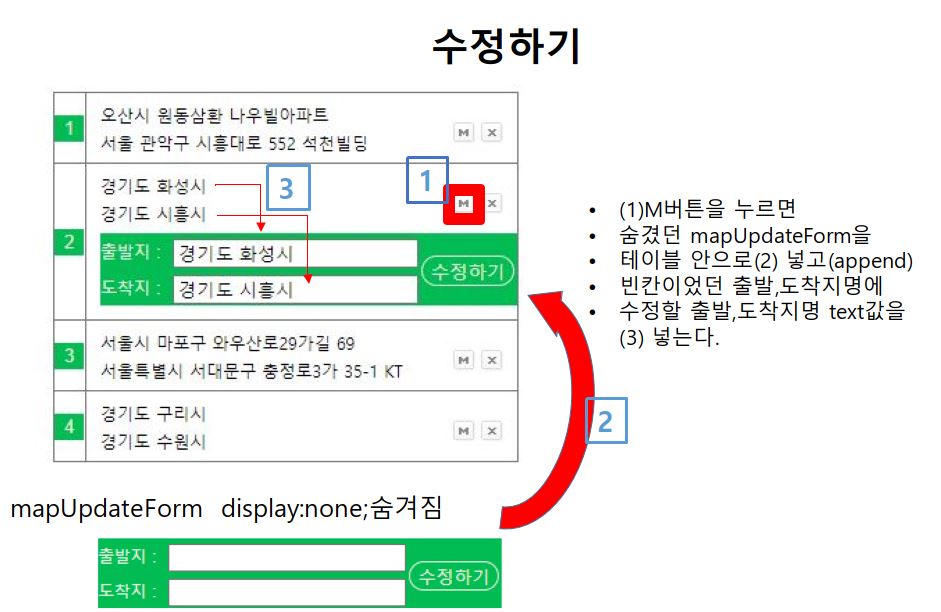 수정하기
1
오산시 원동삼환 나우빌아파트
서울 관악구 시흥대로 552 석천빌딩
M X
2
경기도 화성시
경기도 시흥시
3
1
M X
출발지 : 경기도 화성시
도착지 : 경기도 시흥시
수정하기
3
서울시 마포구 와우산로29가길 69
서울특별시 서대문구 충정로3가 35-1 KT
M X
4
경기도 구리시
경기도 수원시
M X
• (1)M버튼을 누르면
• 숨겼던 mapUpdateForm을
• 테이블 안으로(2) 넣고(append)
• 빈칸이었던 출발,도착지명에
• 수정할 출발,도착지명 text값을
(3) 넣는다.
2
mapUpdateForm display:none;숨겨짐
출발지 :
도착지 :
수정하기